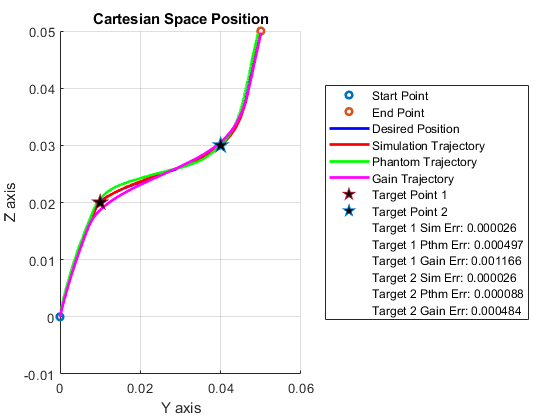 Cartesian Space Position
0.05
0.04
0.03
0.02
0.01
0
-0.01
Z axis
0
0.02
0.04
0.06
Y axis
Start Point
End Point
Desired Position
Simulation Trajectory
Phantom Trajectory
Gain Trajectory
Target Point 1
Target Point 2
Target 1 Sim Err: 0.000026
Target 1 Pthm Err: 0.000497
Target 1 Gain Err: 0.001166
Target 2 Sim Err: 0.000026
Target 2 Pthm Err: 0.000088
Target 2 Gain Err: 0.000484